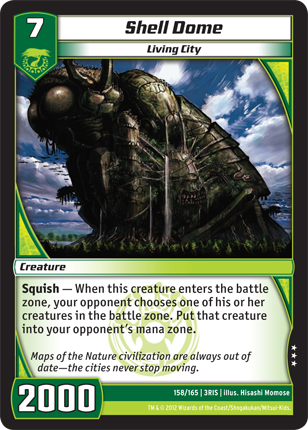 7
Shell Dome
Living City
Creature
Squish — When this creature enters the battle
zone, your opponent chooses one of his or her
creatures in the battle zone. Put that creature
into your opponent's mana zone.
Maps of the Nature civilization are always out of
date—the cities never stop moving.
2000
158/165 | 3RIS | illus. Hisashi Momose
TM & © 2012 Wizards of the Coast/Shogakukan/Mitsui-Kids